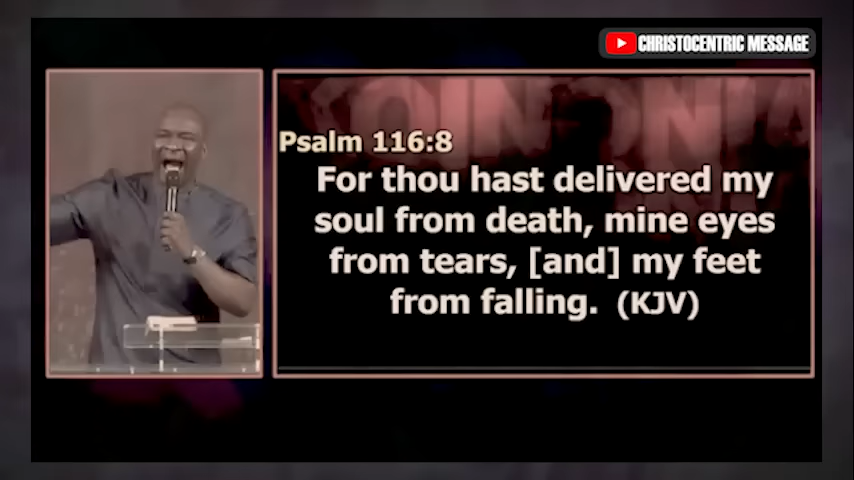 CHRISTOCENTRIC MESSAGE
Psalm 116:8
For thou hast delivered my
soul from death, mine eyes
from tears, [and] my feet
from falling. (KJV)